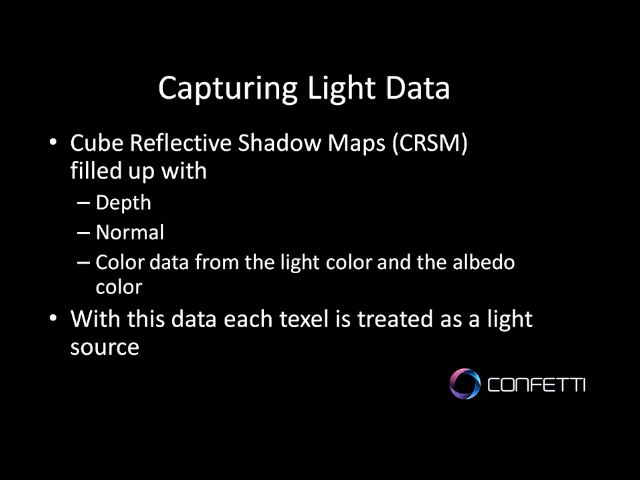 Capturing Light Data
• Cube Reflective Shadow Maps (CRSM)
filled up with
– Depth
– Normal
– Color data from the light color and the albedo
color
• With this data each texel is treated as a light
source
CONFETTI